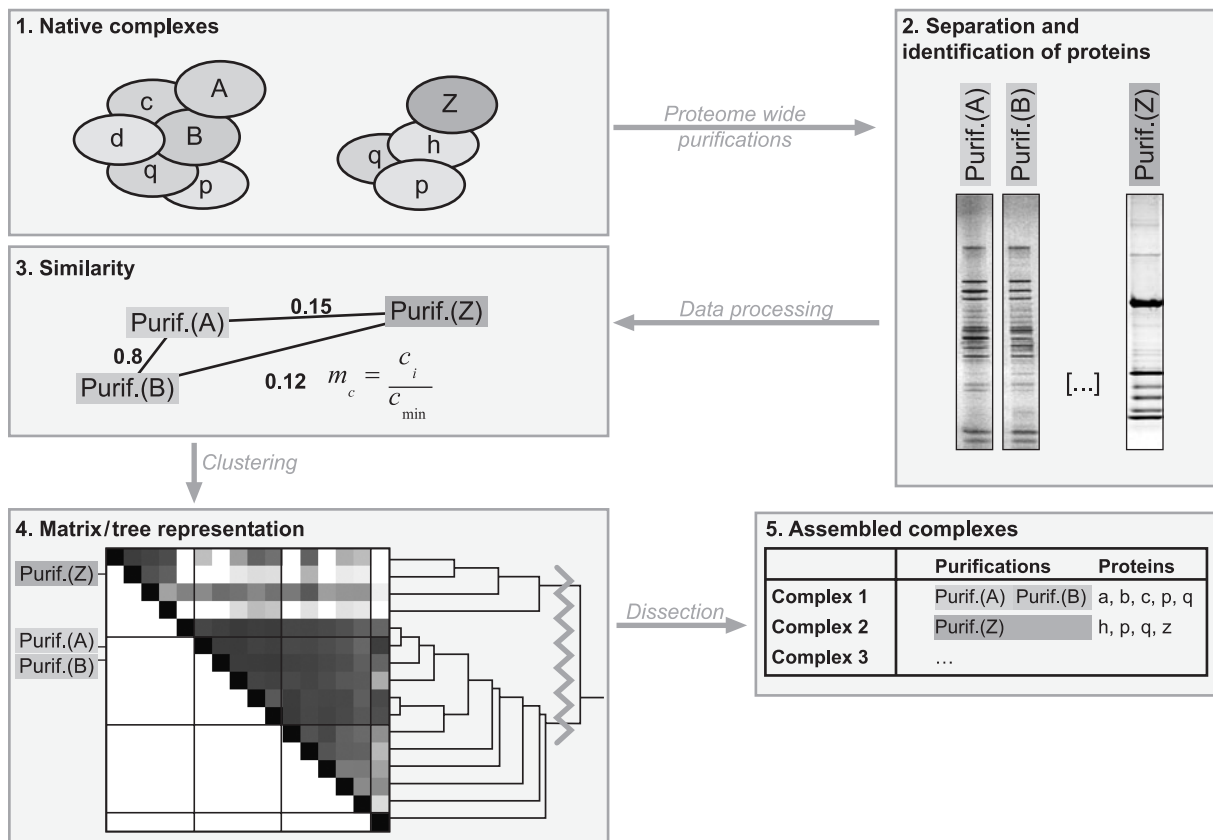 1. Native complexes
A
c
d
B
q
p
Z
q
h
p
Proteome wide
purifications
2. Separation and
identification of proteins
Purif.(A)
Purif.(B)
Purif.(Z)
[...]
3. Similarity
Purif.(A)
0.15
Purif.(Z)
0.8
Purif.(B)
0.12
m_c = c_i / c_min
Data processing
Clustering
4. Matrix/tree representation
Purif.(Z)
Purif.(A)
Purif.(B)
Dissection
5. Assembled complexes
Purifications Proteins
Complex 1 Purif.(A) Purif.(B) a, b, c, p, q
Complex 2 Purif.(Z) h, p, q, z
Complex 3 ...